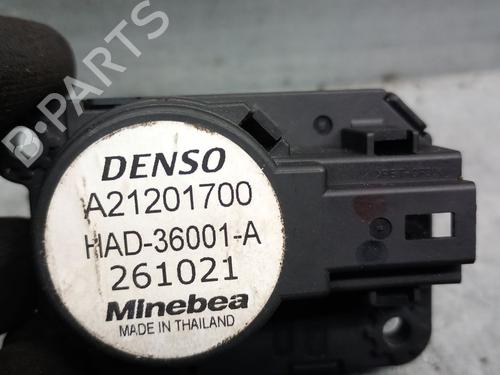 B-PARTS
DENSO
A21201700
HAD-36001-A
261021
Minebea
MADE IN THAILAND